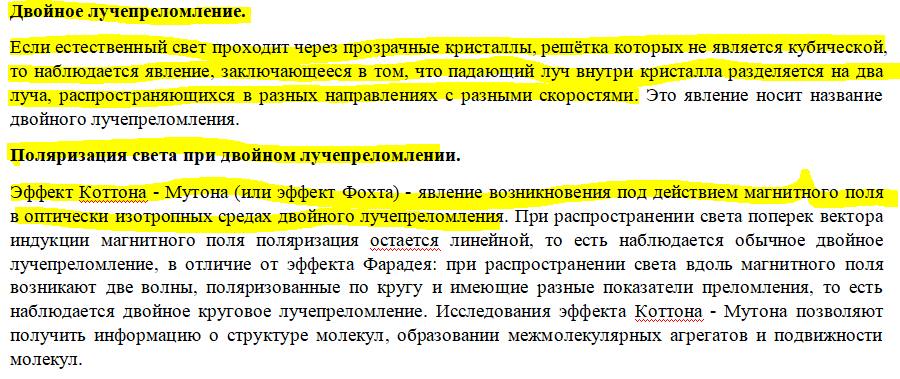 Двойное лучепреломление.
Если естественный свет проходит через прозрачные кристаллы, решётка которых не является кубической,
то наблюдается явление, заключающееся в том, что падающий луч внутри кристалла разделяется на два
луча, распространяющихся в разных направлениях с разными скоростями. Это явление носит название
двойного лучепреломления.
Поляризация света при двойном лучепреломлении.
Эффект Коттона - Мутона (или эффект Фохта) - явление возникновения под действием магнитного поля
в оптически изотропных средах двойного лучепреломления. При распространении света поперек вектора
индукции магнитного поля поляризация остается линейной, то есть наблюдается обычное двойное
лучепреломление, в отличие от эффекта Фарадея: при распространении света вдоль магнитного поля
возникают две волны, поляризованные по кругу и имеющие разные показатели преломления, то есть
наблюдается двойное круговое лучепреломление. Исследования эффекта Коттона - Мутона позволяют
получить информацию о структуре молекул, образовании межмолекулярных агрегатов и подвижности
молекул.